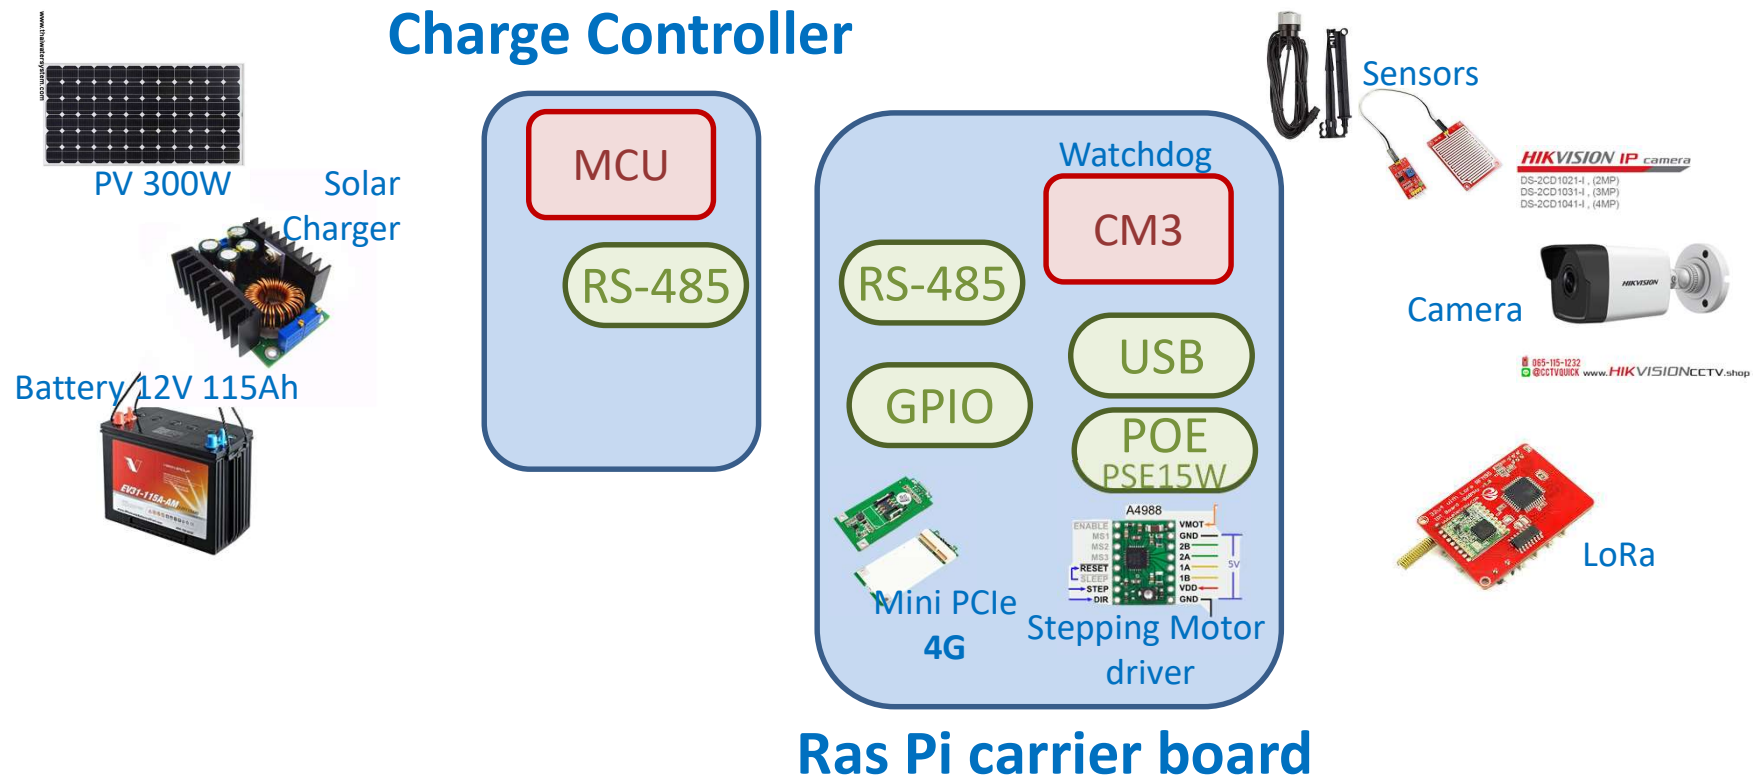 Charge Controller
www.thaiwatersystem.com
PV 300W
Solar
Charger
Battery 12V 115Ah
EV31-115A-AM
MCU
RS-485
Watchdog
CM3
RS-485
USB
GPIO
POE
PSE15W
Mini PCIe
4G
A4988
ENABLE
MS1
MS2
MS3
RESET
SLEEP
STEP
DIR
VMOT
GND
2B
2A
1A
1B
VDD
GND
5V
Stepping Motor
driver
Ras Pi carrier board
Sensors
HIKVISION IP camera
DS-2CD1021-I , (2MP)
DS-2CD1031-I , (3MP)
DS-2CD1041-I , (4MP)
HIKVISION
Camera
065-115-1232
@CCTVQUICK www.HIKVISIONCCTV.shop
LoRa